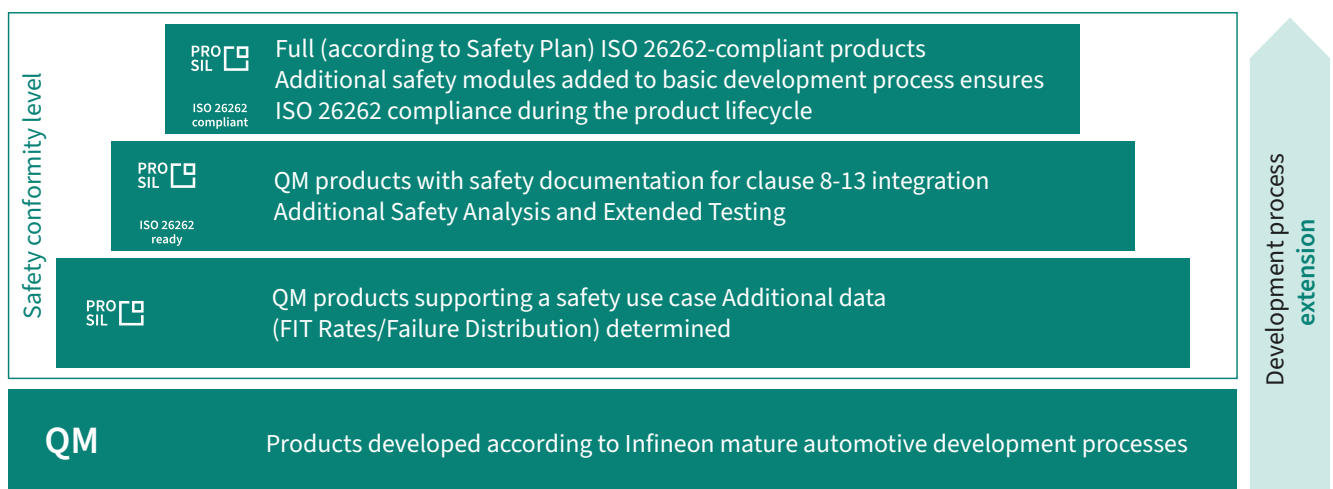 Safety conformity level
PRO
SIL
ISO 26262
compliant
Full (according to Safety Plan) ISO 26262-compliant products
Additional safety modules added to basic development process ensures
ISO 26262 compliance during the product lifecycle
PRO
SIL
ISO 26262
ready
QM products with safety documentation for clause 8-13 integration
Additional Safety Analysis and Extended Testing
PRO
SIL
QM products supporting a safety use case Additional data
(FIT Rates/Failure Distribution) determined
QM
Products developed according to Infineon mature automotive development processes
Development process
extension